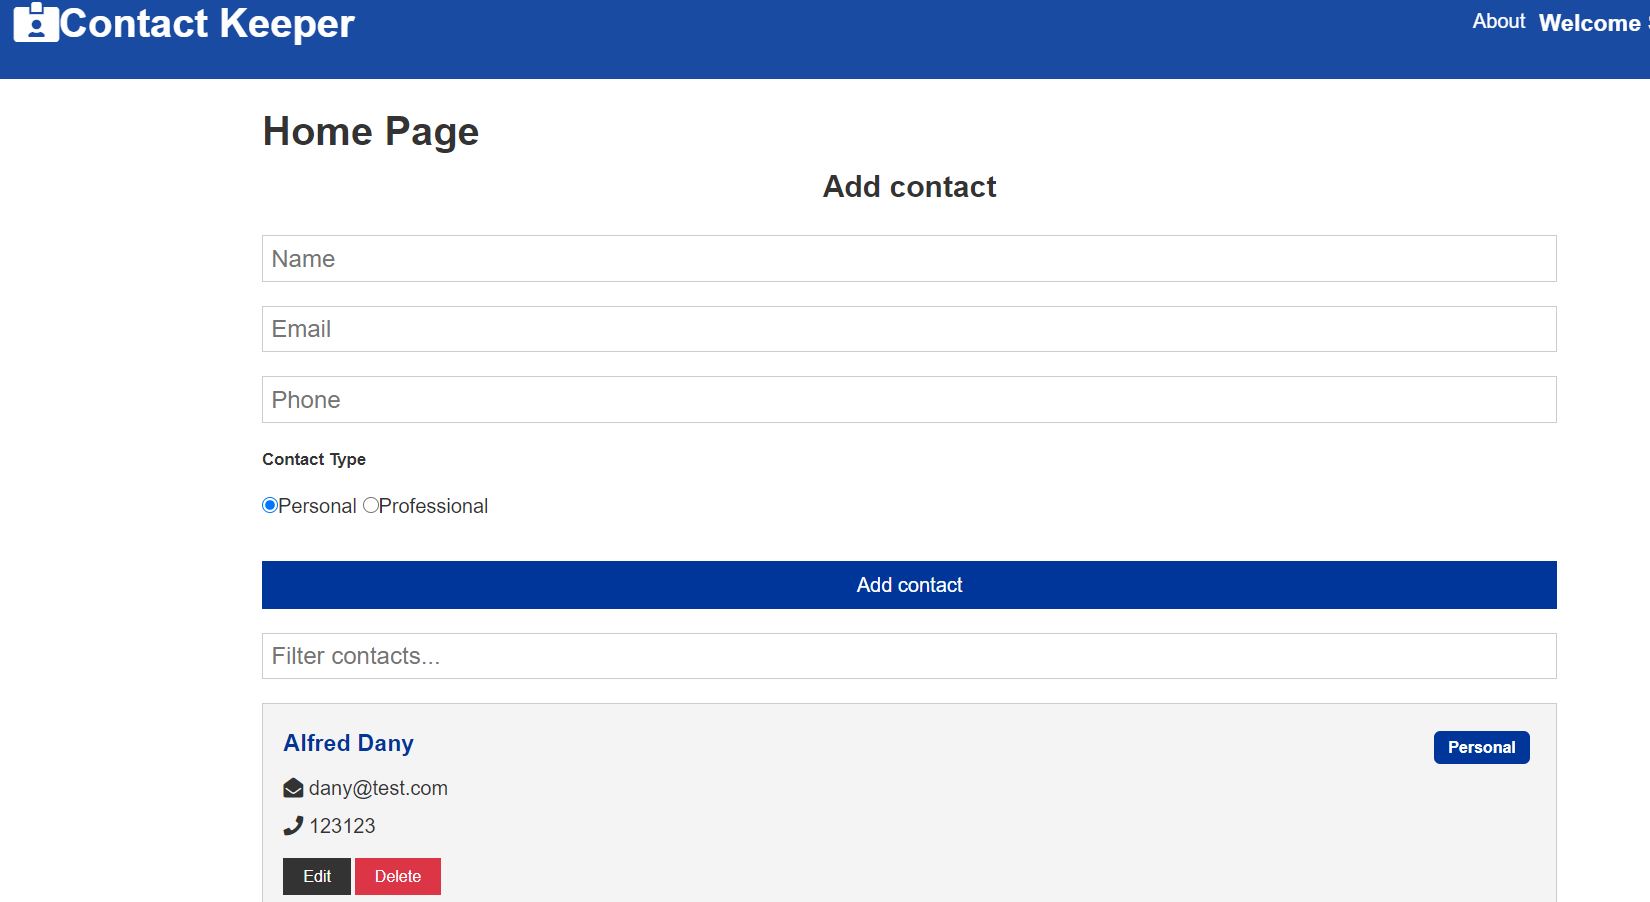 Contact Keeper
About Welcome
Home Page
Add contact
Name
Email
Phone
Contact Type
Personal Professional
Add contact
Filter contacts...
Alfred Dany Personal
dany@test.com
123123
Edit Delete